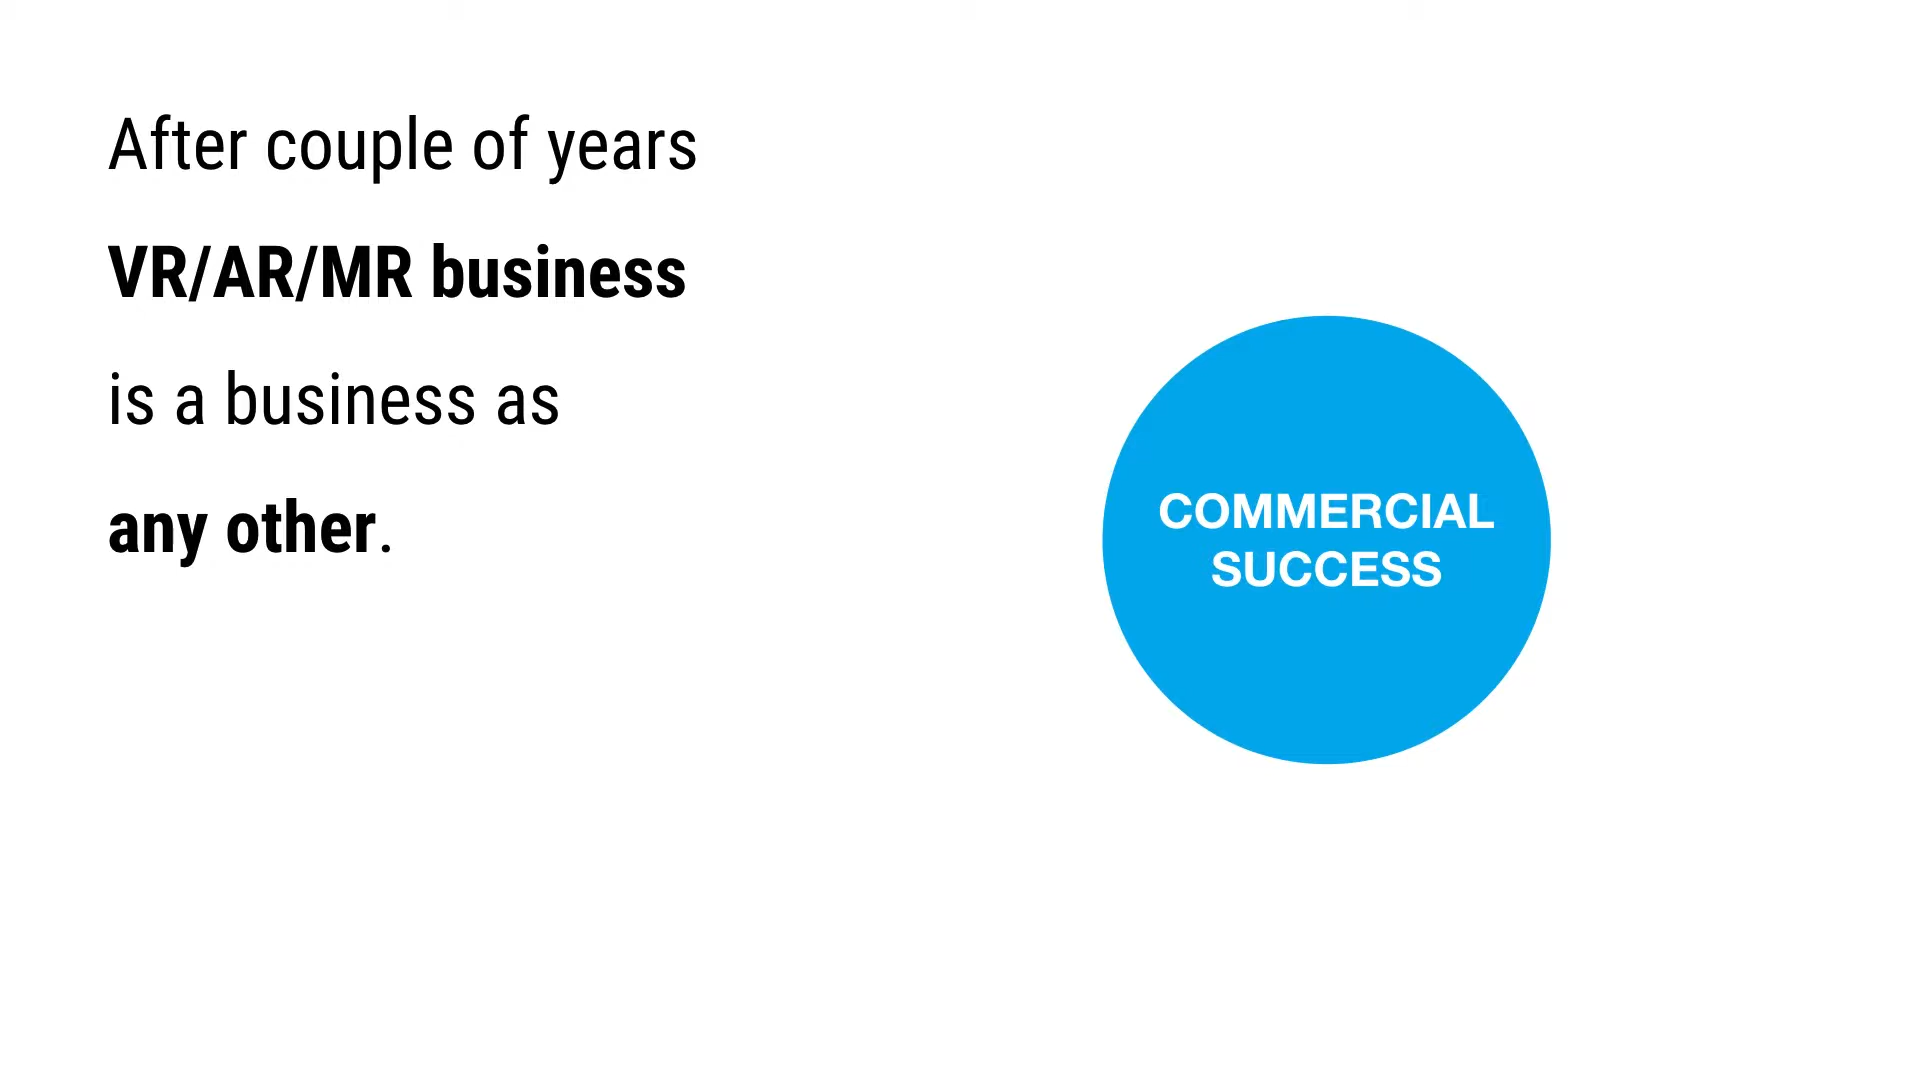 After couple of years
VR/AR/MR business
is a business as
any other.
COMMERCIAL
SUCCESS